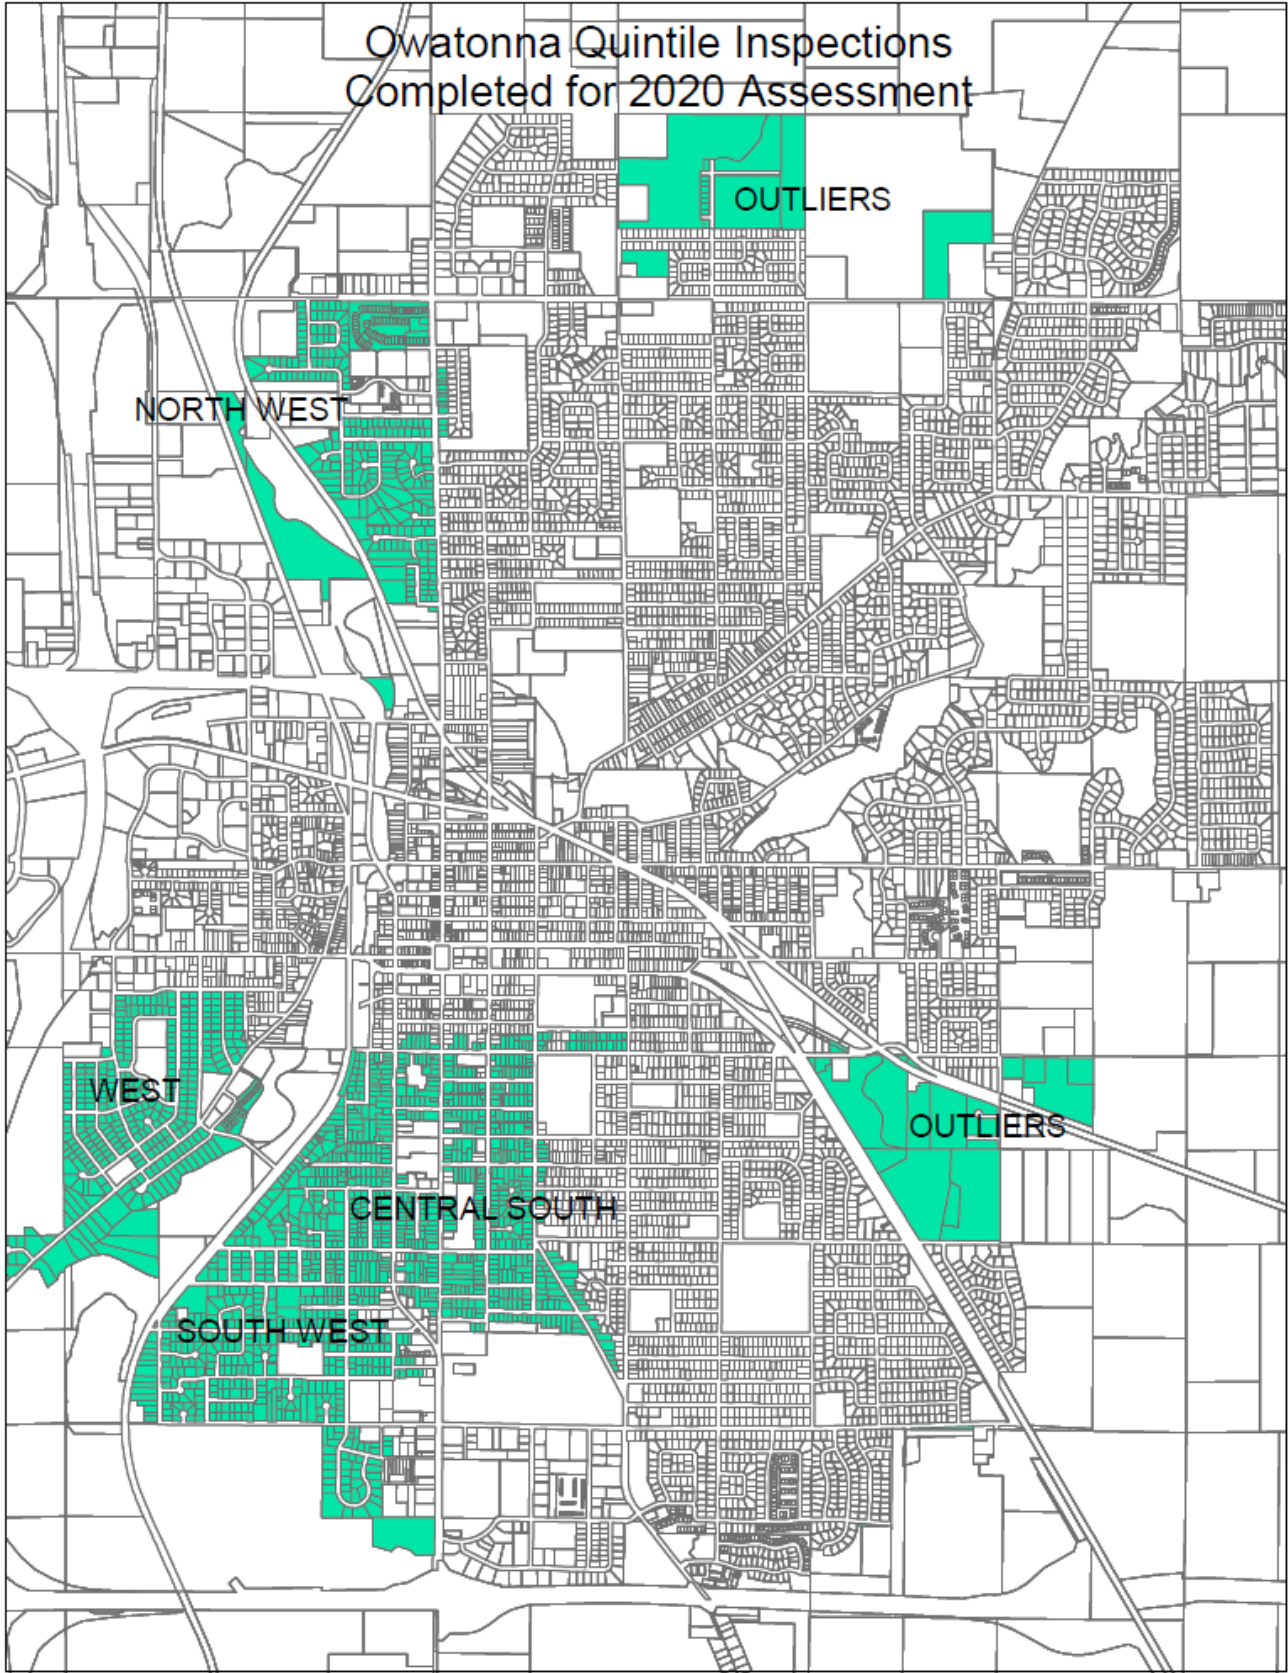 Owatonna Quintile Inspections
Completed for 2020 Assessment
OUTLIERS
NORTH WEST
WEST
OUTLIERS
CENTRAL SOUTH
SOUTH WEST